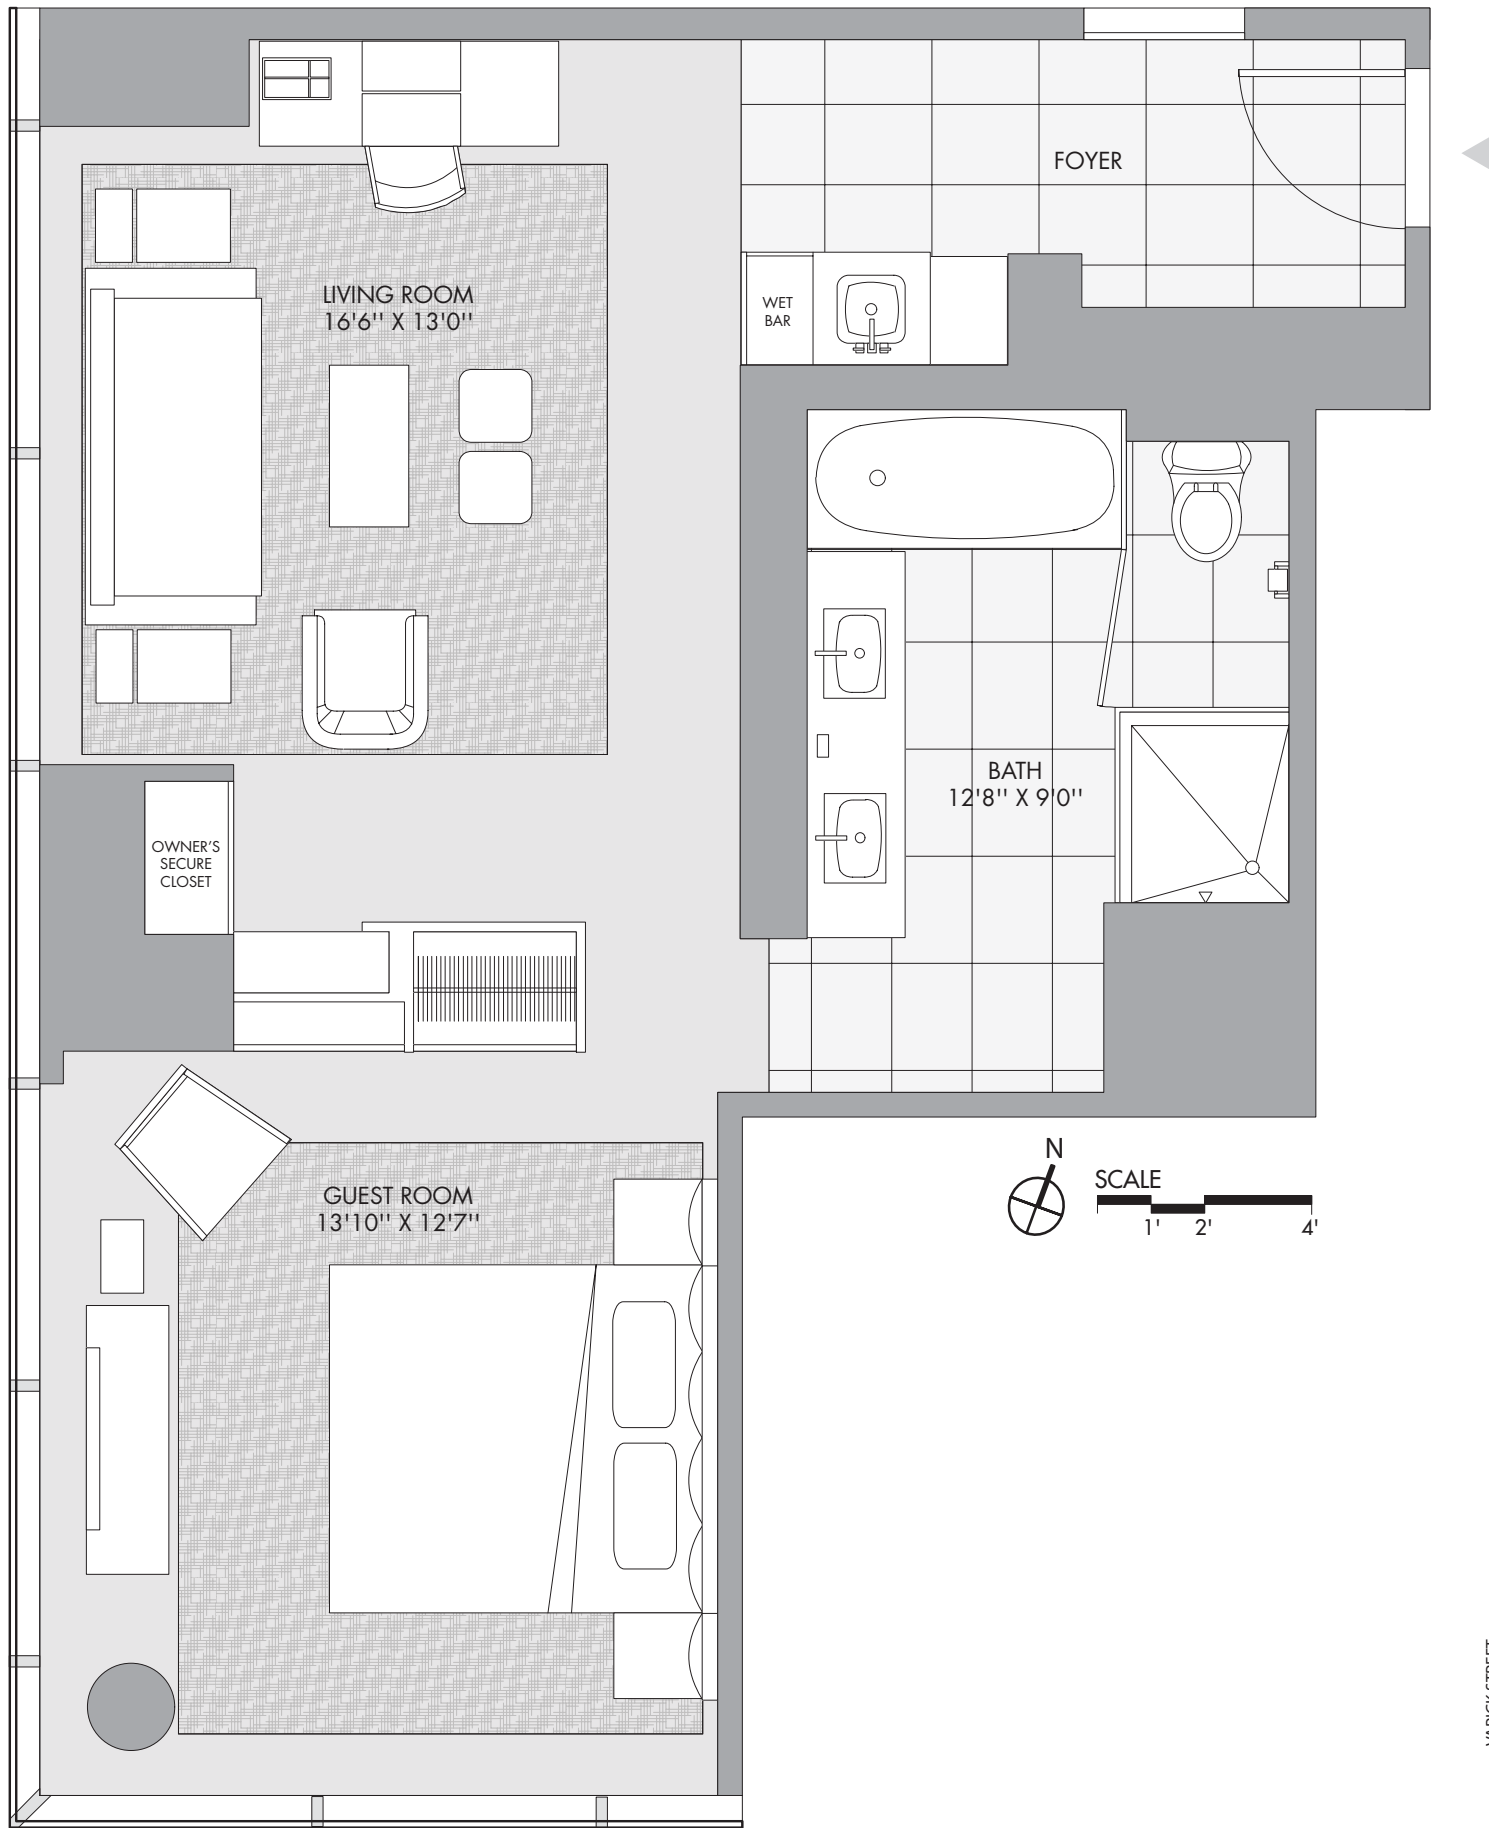 FOYER
LIVING ROOM
16'6'' X 13'0''
WET
BAR
BATH
12'8'' X 9'0''
OWNER'S
SECURE
CLOSET
N
SCALE
1' 2' 4'
GUEST ROOM
13'10'' X 12'7''
VARICK STREET